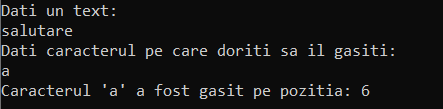 Dati un text:
salutare
Dati caracterul pe care doriti sa il gasiti:
a
Caracterul 'a' a fost gasit pe pozitia: 6